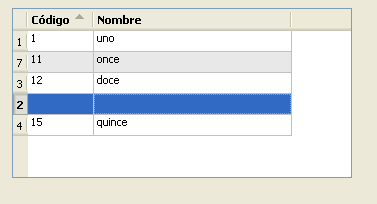 Código Nombre
1 1 uno
7 11 once
3 12 doce
2
4 15 quince